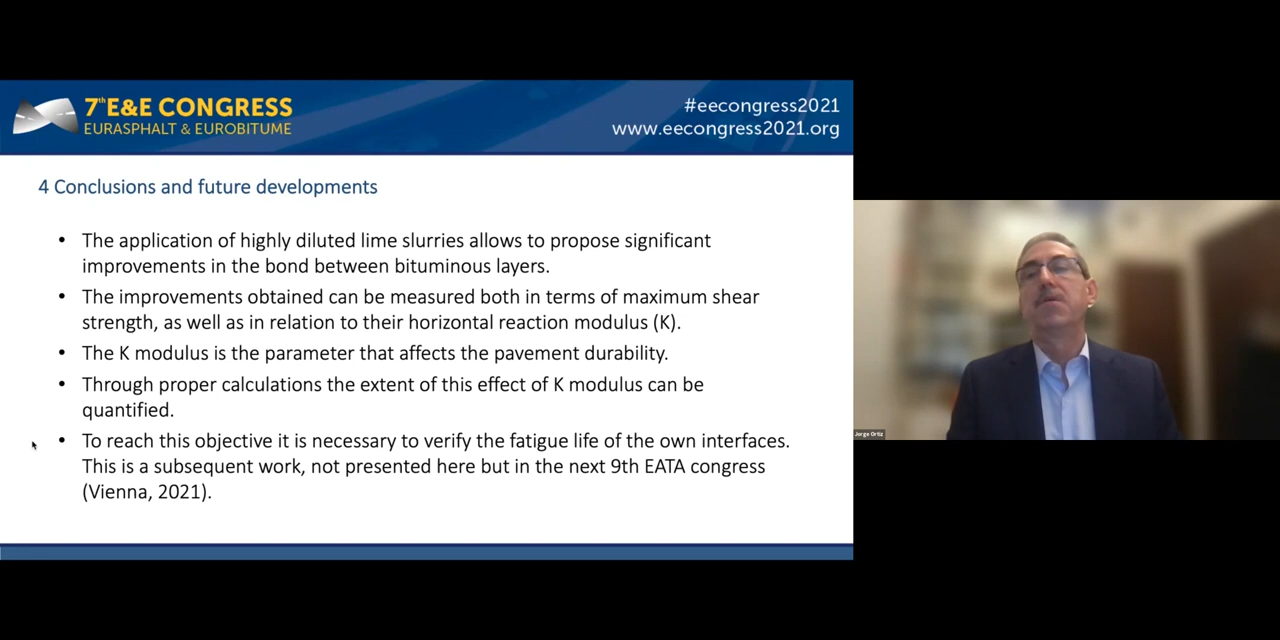 7th E&E CONGRESS
EURASPHALT & EUROBITUME
#eecongress2021
www.eecongress2021.org
4 Conclusions and future developments
• The application of highly diluted lime slurries allows to propose significant
improvements in the bond between bituminous layers.
• The improvements obtained can be measured both in terms of maximum shear
strength, as well as in relation to their horizontal reaction modulus (K).
• The K modulus is the parameter that affects the pavement durability.
• Through proper calculations the extent of this effect of K modulus can be
quantified.
• To reach this objective it is necessary to verify the fatigue life of the own interfaces.
This is a subsequent work, not presented here but in the next 9th EATA congress
(Vienna, 2021).
Jorge Ortiz